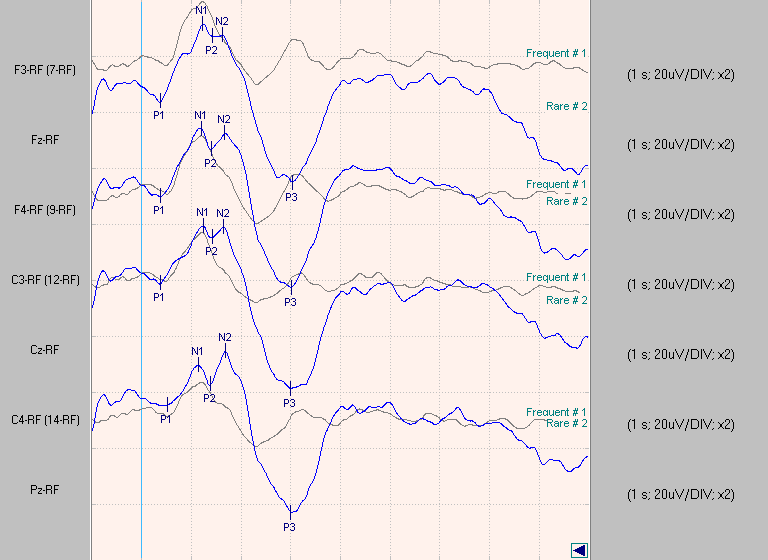 N1
N2
P2
Frequent # 1
F3-RF (7-RF)
(1 s; 20uV/DIV; x2)
Rare # 2
P1
N1
N2
Fz-RF
(1 s; 20uV/DIV; x2)
P2
Frequent # 1
P3
Rare # 2
F4-RF (9-RF)
P1
N1
N2
(1 s; 20uV/DIV; x2)
P2
Frequent # 1
C3-RF (12-RF)
(1 s; 20uV/DIV; x2)
P1
P3
Rare # 2
N1
N2
Cz-RF
(1 s; 20uV/DIV; x2)
P2
P3
Frequent # 1
C4-RF (14-RF)
P1
Rare # 2
(1 s; 20uV/DIV; x2)
Pz-RF
(1 s; 20uV/DIV; x2)
P3